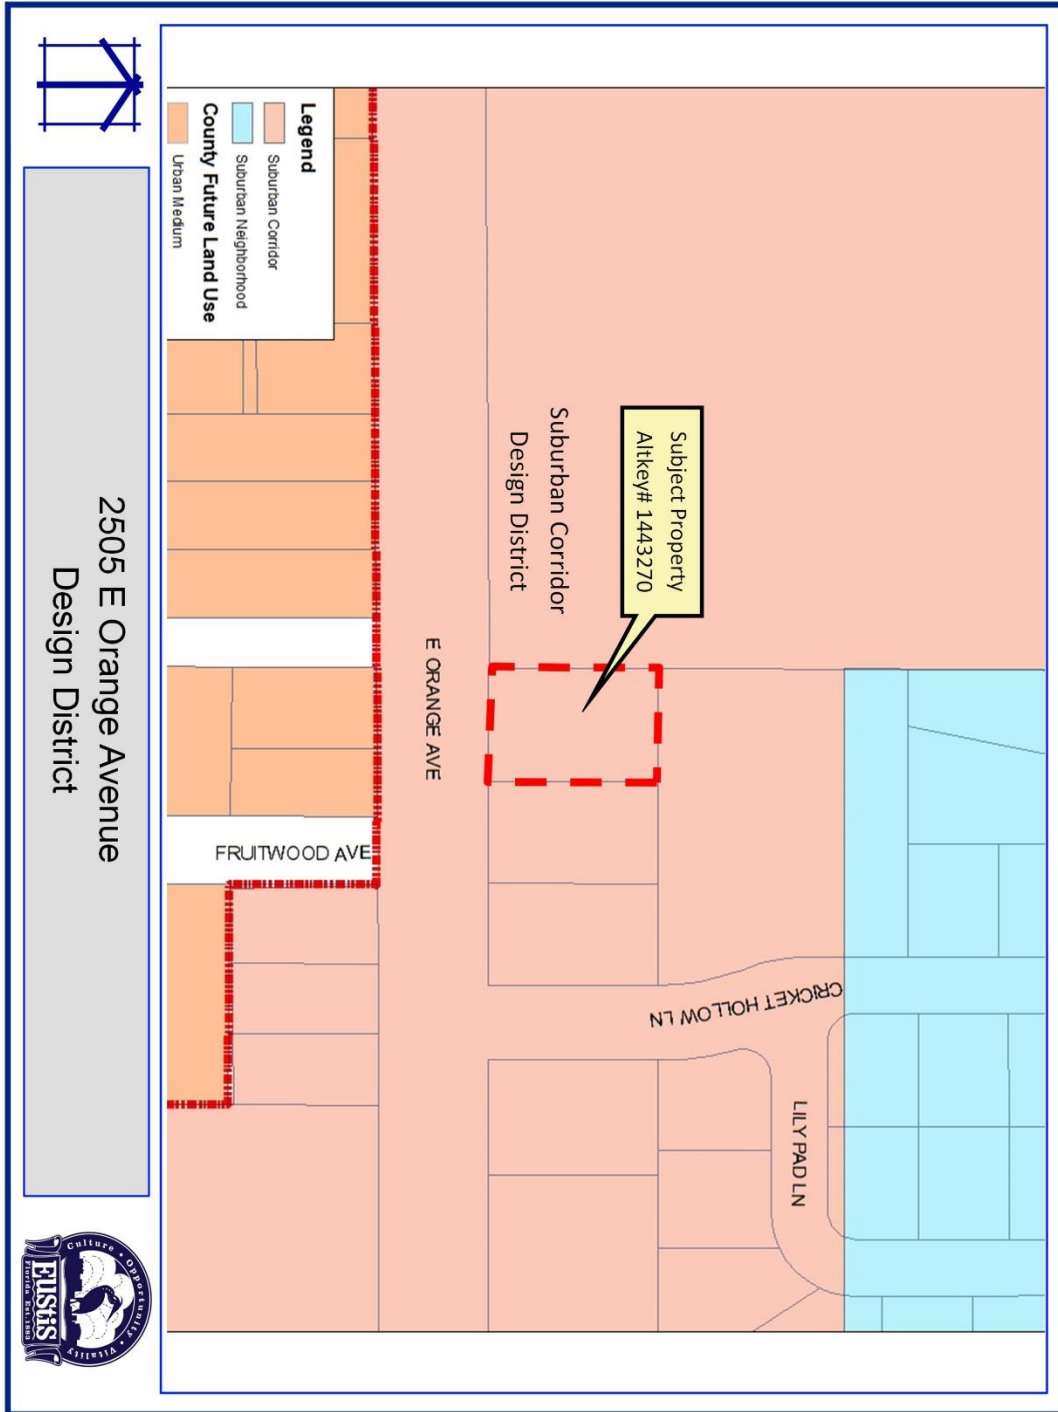 Legend
Suburban Corridor
Suburban Neighborhood
County Future Land Use
Urban Medium
Subject Property
Altkey# 1443270
Suburban Corridor
Design District
E ORANGE AVE
FRUITWOOD AVE
CRICKET HOLLOW LN
LILY PAD LN
2505 E Orange Avenue
Design District
Culture • Opportunity • Vitality
EUSTIS
Florida Est.1883